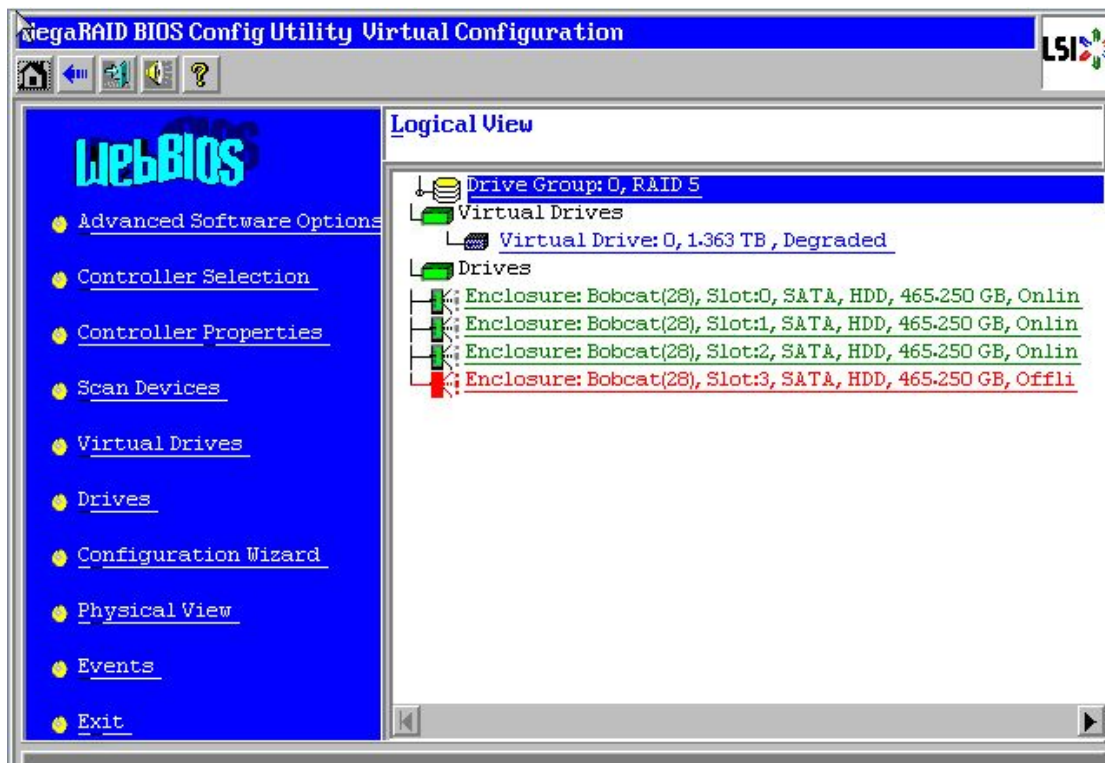 MegaRAID BIOS Config Utility Virtual Configuration
LSI
WebBIOS
Advanced Software Options
Controller Selection
Controller Properties
Scan Devices
Virtual Drives
Drives
Configuration Wizard
Physical View
Events
Exit
Logical View
Drive Group: 0, RAID 5
Virtual Drives
Virtual Drive: 0, 1.363 TB , Degraded
Drives
Enclosure: Bobcat(28), Slot:0, SATA, HDD, 465.250 GB, Onlin
Enclosure: Bobcat(28), Slot:1, SATA, HDD, 465.250 GB, Onlin
Enclosure: Bobcat(28), Slot:2, SATA, HDD, 465.250 GB, Onlin
Enclosure: Bobcat(28), Slot:3, SATA, HDD, 465.250 GB, Offli